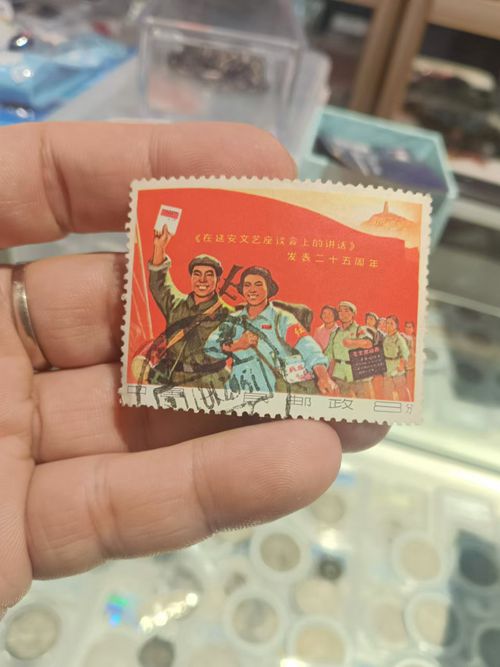 《在延安文艺座谈会上的讲话》
发表二十五周年
中国人民邮政 8分